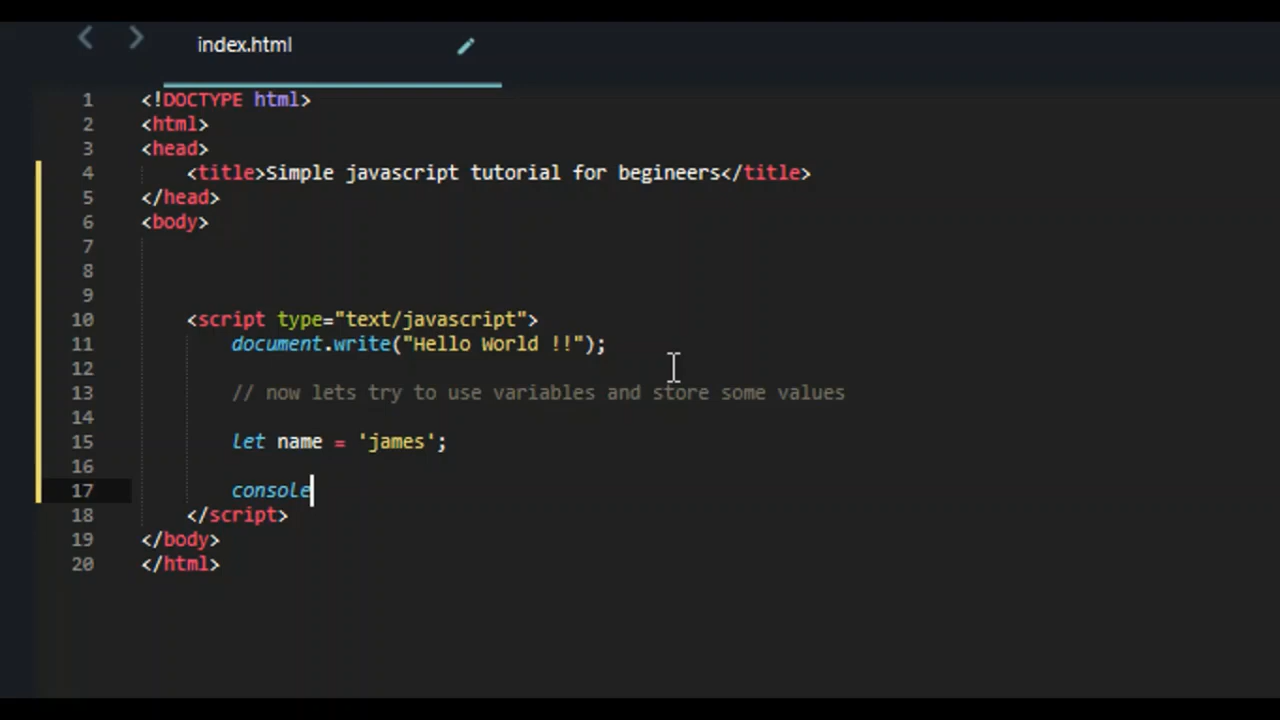 index.html
1 <!DOCTYPE html>
2 <html>
3 <head>
4 <title>Simple javascript tutorial for begineers</title>
5 </head>
6 <body>
7
8
9
10 <script type="text/javascript">
11 document.write("Hello World !!");
12
13 // now lets try to use variables and store some values
14
15 let name = 'james';
16
17 console
18 </script>
19 </body>
20 </html>